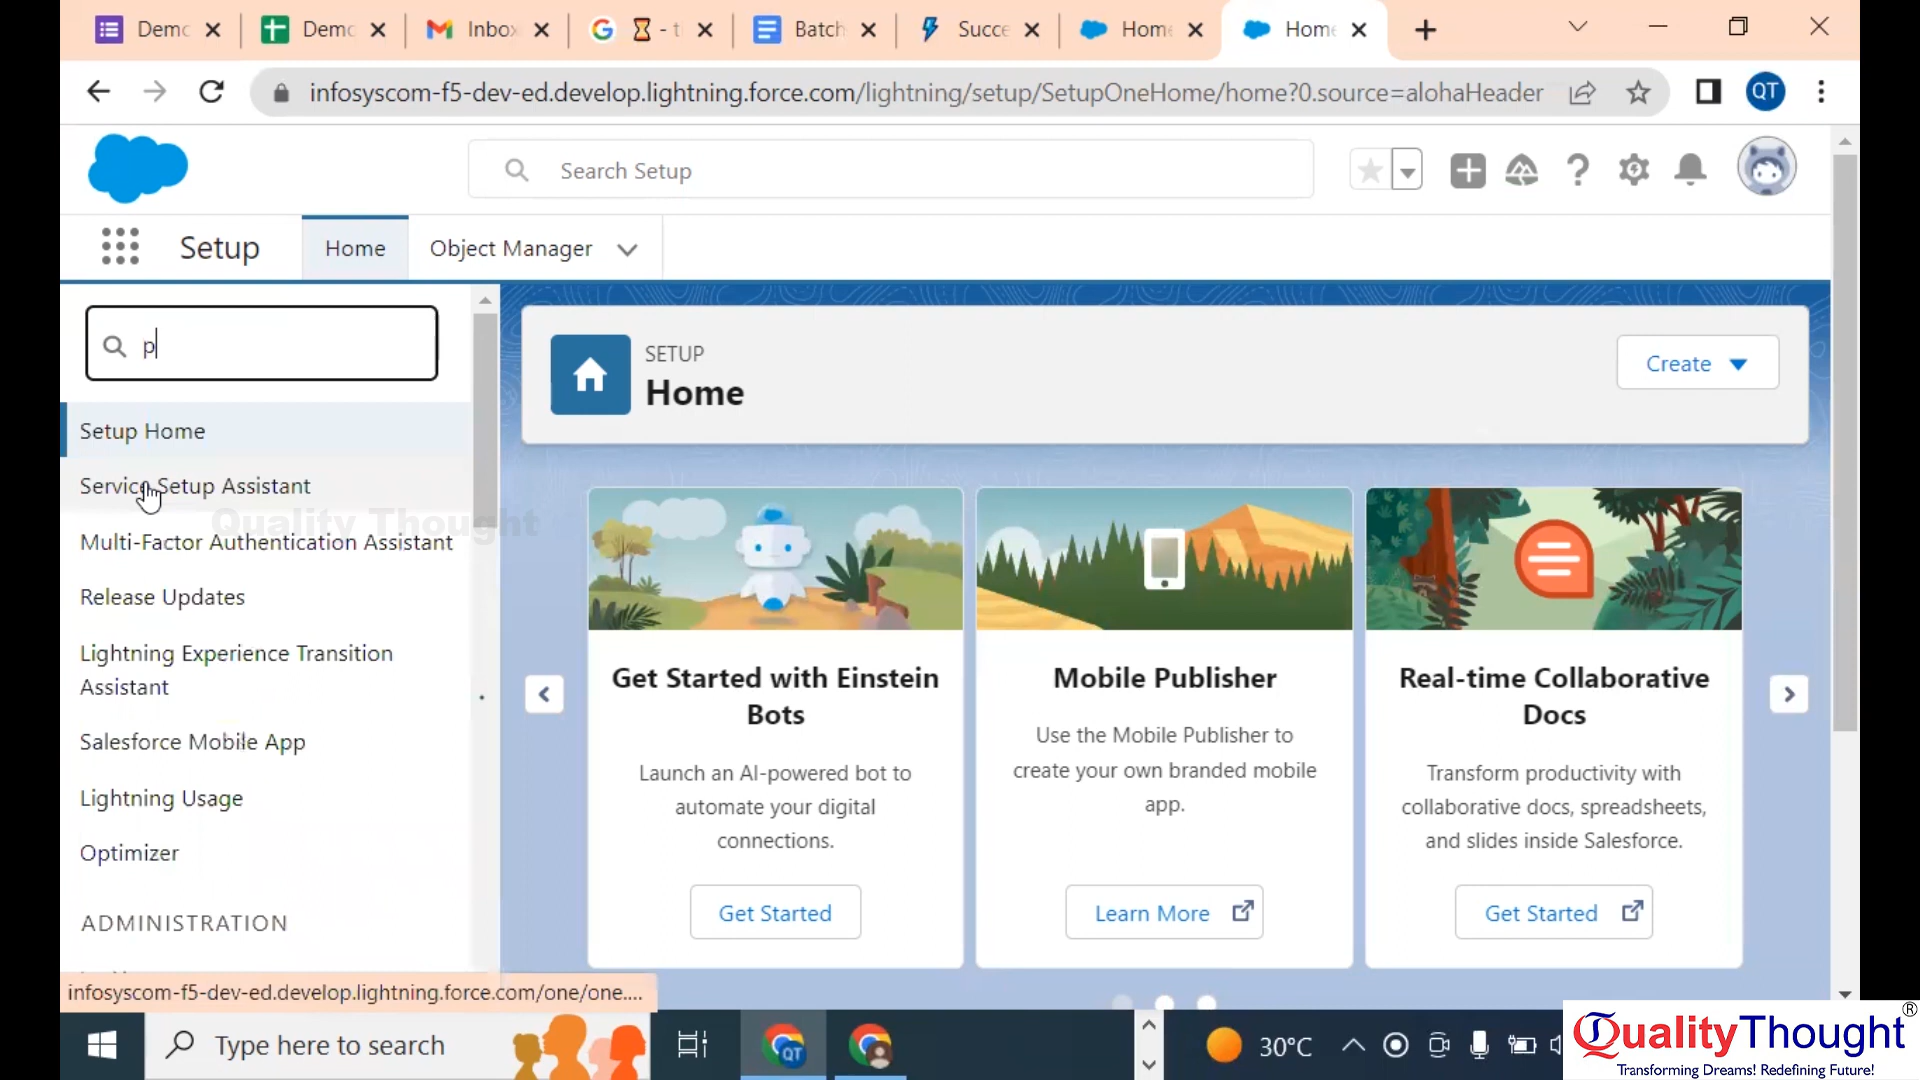 Demo
Demo
Inbox
- ti
Batch
Succe
Home
Home
infosyscom-f5-dev-ed.develop.lightning.force.com/lightning/setup/SetupOneHome/home?0.source=alohaHeader
QT
Search Setup
Setup
Home
Object Manager
p
Setup Home
Service Setup Assistant
Quality Thought
Multi-Factor Authentication Assistant
Release Updates
Lightning Experience Transition
Assistant
Salesforce Mobile App
Lightning Usage
Optimizer
ADMINISTRATION
SETUP
Home
Create
Get Started with Einstein
Bots
Launch an AI-powered bot to
automate your digital
connections.
Get Started
Mobile Publisher
Use the Mobile Publisher to
create your own branded mobile
app.
Learn More
Real-time Collaborative
Docs
Transform productivity with
collaborative docs, spreadsheets,
and slides inside Salesforce.
Get Started
infosyscom-f5-dev-ed.develop.lightning.force.com/one/one....
Type here to search
QT
30°C
QualityThought®
Transforming Dreams! Redefining Future!